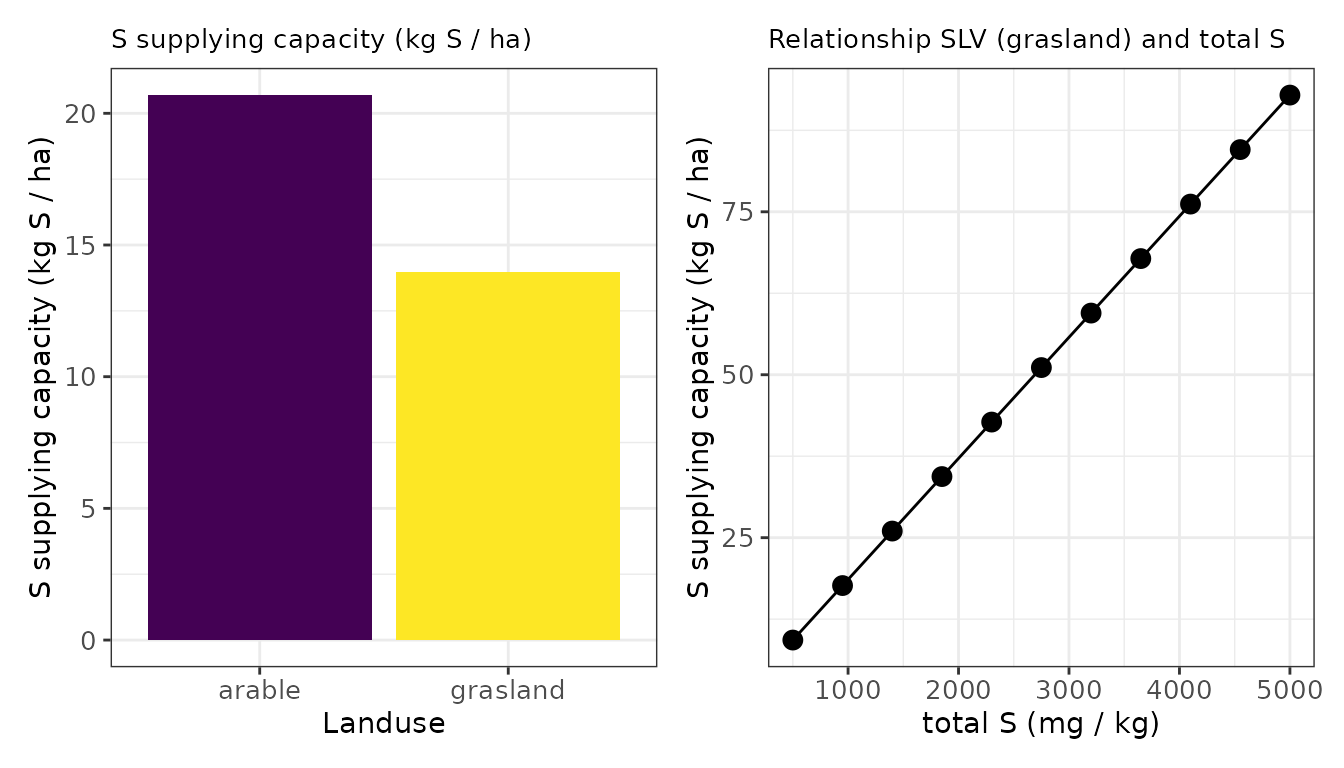 S supplying capacity (kg S / ha)
S supplying capacity (kg S / ha)
20
15
10
5
0
arable
grasland
Landuse
Relationship SLV (grasland) and total S
S supplying capacity (kg S / ha)
75
50
25
1000
2000
3000
4000
5000
total S (mg / kg)